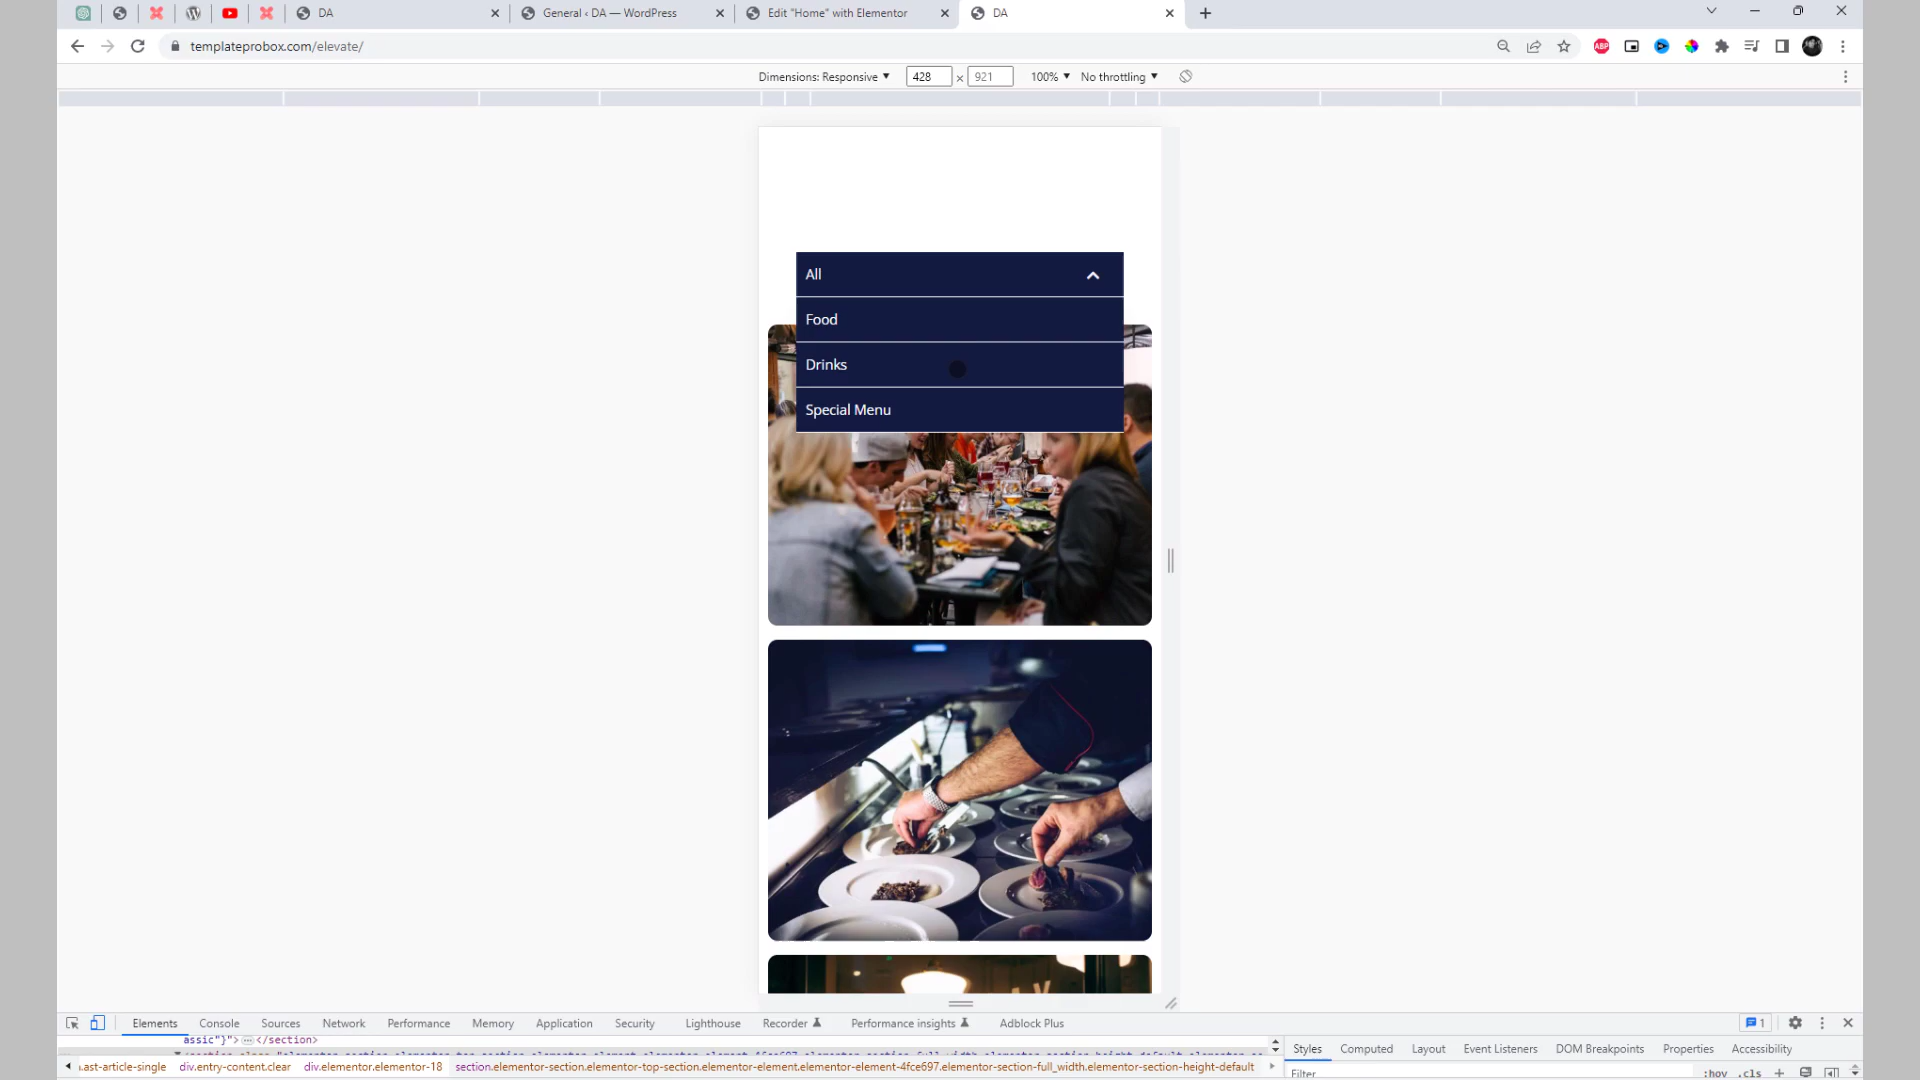 DA
General ‹ DA — WordPress
Edit "Home" with Elementor
DA
templateprobox.com/elevate/
ABP
Dimensions: Responsive
428 x 921
100%
No throttling
All
Food
Drinks
Special Menu
Elements
Console
Sources
Network
Performance
Memory
Application
Security
Lighthouse
Recorder
Performance insights
Adblock Plus
1
assic"}">
</section>
Styles
Computed
Layout
Event Listeners
DOM Breakpoints
Properties
Accessibility
.ast-article-single
div.entry-content.clear
div.elementor.elementor-18
section.elementor-section.elementor-top-section.elementor-element.elementor-element-4fce697.elementor-section-full_width.elementor-section-height-default
Filter
:hov
.cls